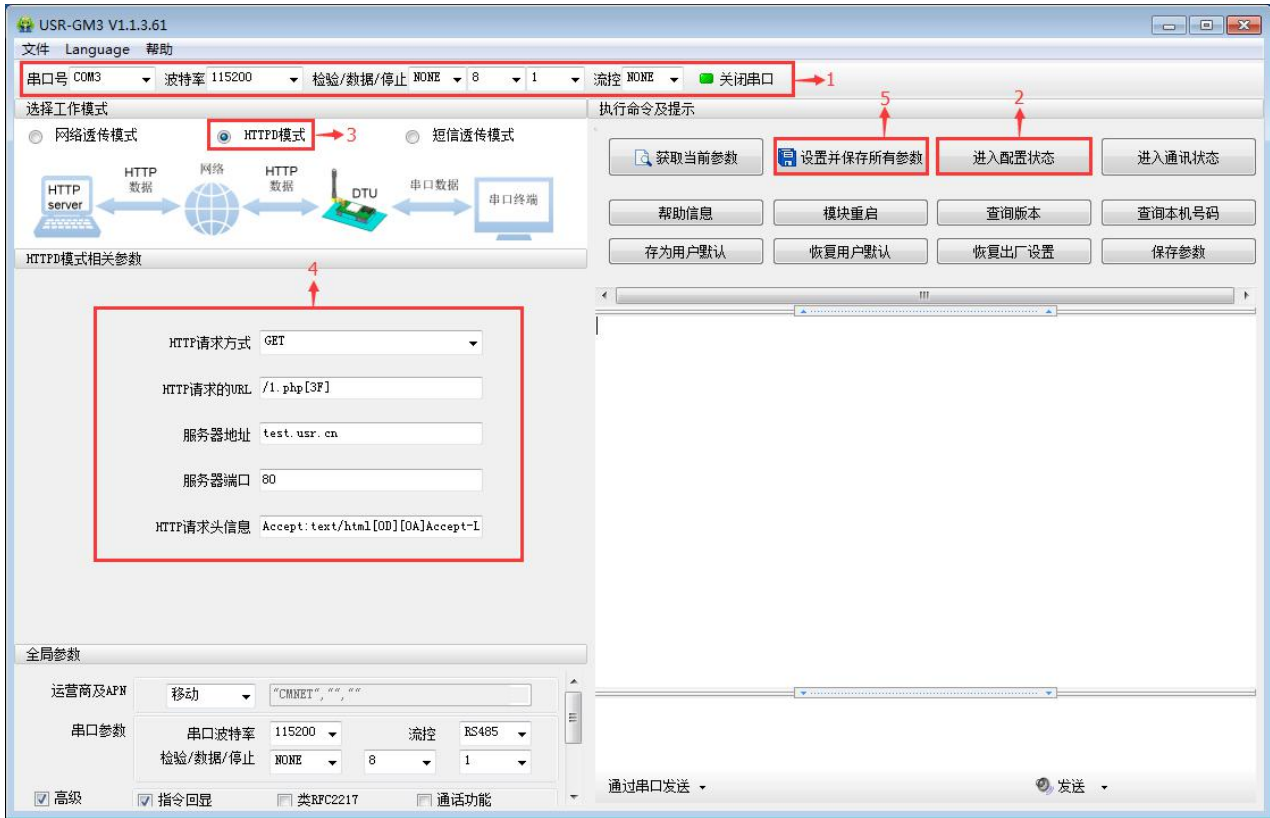 USR-GM3 V1.1.3.61
文件 Language 帮助
串口号 COM3 波特率 115200 检验/数据/停止 NONE 8 1 流控 NONE 关闭串口 1
选择工作模式
网络透传模式 HTTPD模式 3 短信透传模式
HTTP server
HTTP 数据
网络
HTTP 数据
DTU
串口数据
串口终端
HTTPD模式相关参数
4
HTTP请求方式 GET
HTTP请求的URL /1.php[3F]
服务器地址 test.usr.cn
服务器端口 80
HTTP请求头信息 Accept:text/html[0D][0A]Accept-L
全局参数
运营商及APN 移动 "CMNET","",""
串口参数 串口波特率 115200 流控 RS485
检验/数据/停止 NONE 8 1
高级 指令回显 类RFC2217 通话功能
执行命令及提示
5 2
获取当前参数 设置并保存所有参数 进入配置状态 进入通讯状态
帮助信息 模块重启 查询版本 查询本机号码
存为用户默认 恢复用户默认 恢复出厂设置 保存参数
通过串口发送 发送